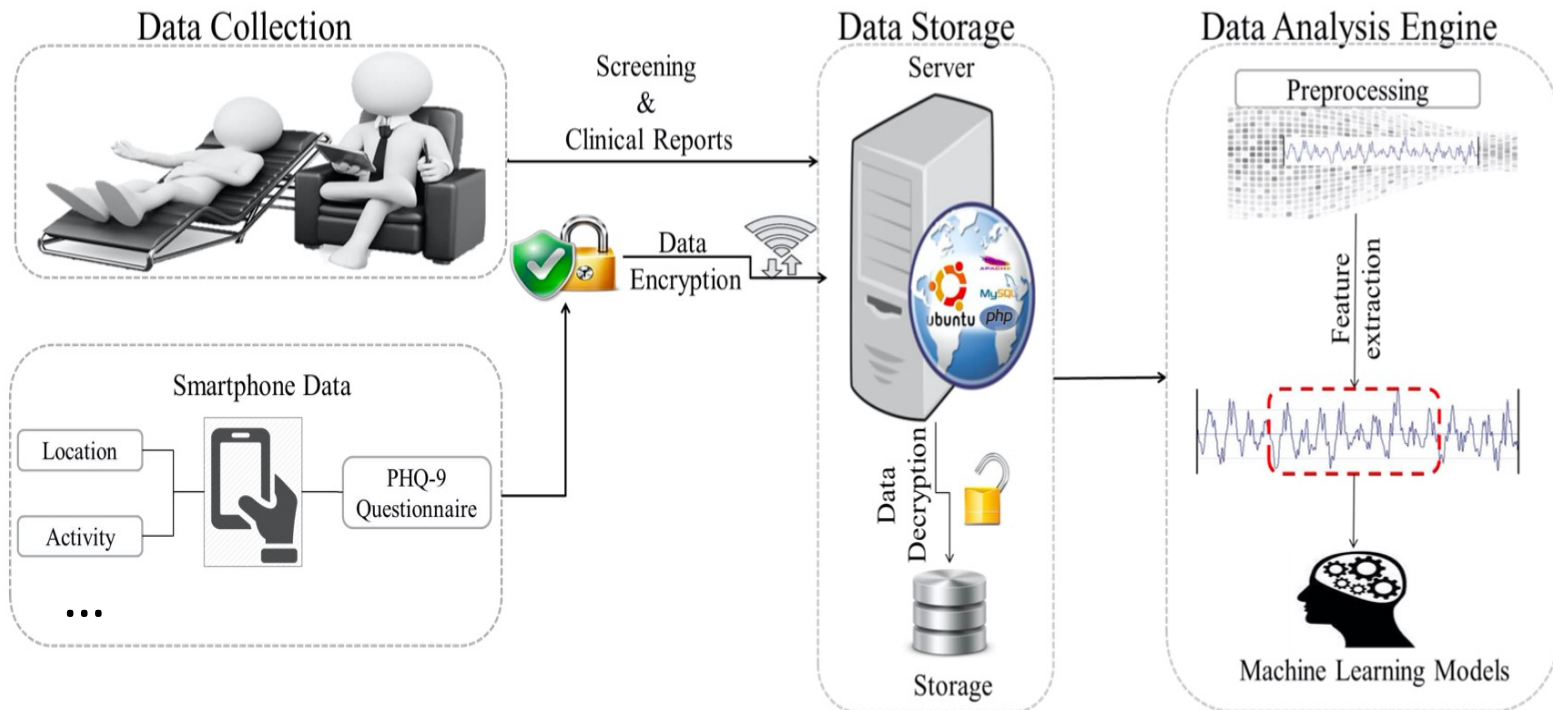 Data Collection
Screening
&
Clinical Reports
Data
Encryption
Smartphone Data
Location
Activity
PHQ-9
Questionnaire
...
Data Storage
Server
APACHE
MySQL
ubuntu
php
Data
Decryption
Storage
Data Analysis Engine
Preprocessing
Feature
extraction
Machine Learning Models